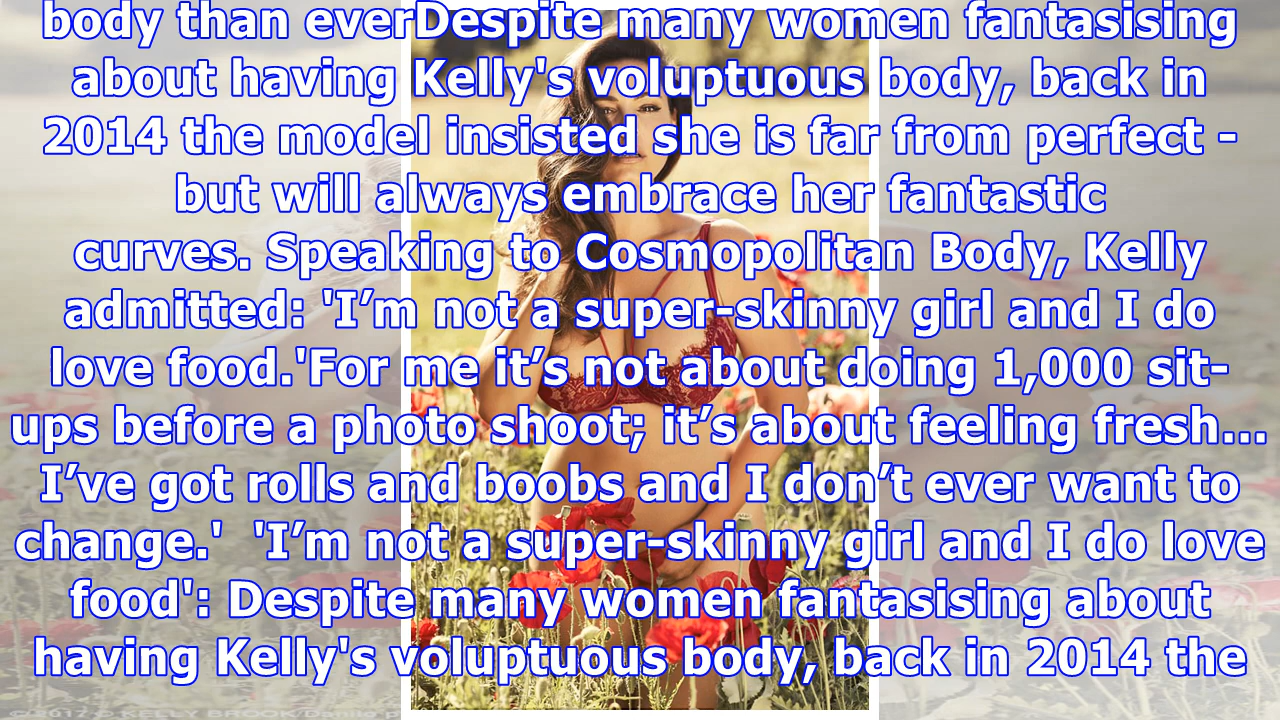 body than everDespite many women fantasising
about having Kelly's voluptuous body, back in
2014 the model insisted she is far from perfect -
but will always embrace her fantastic
curves. Speaking to Cosmopolitan Body, Kelly
admitted: 'I’m not a super-skinny girl and I do
love food.'For me it’s not about doing 1,000 sit-
ups before a photo shoot; it’s about feeling fresh...
I’ve got rolls and boobs and I don’t ever want to
change.'  'I’m not a super-skinny girl and I do love
food': Despite many women fantasising about
having Kelly's voluptuous body, back in 2014 the
© 2017 © KELLY BROOK/